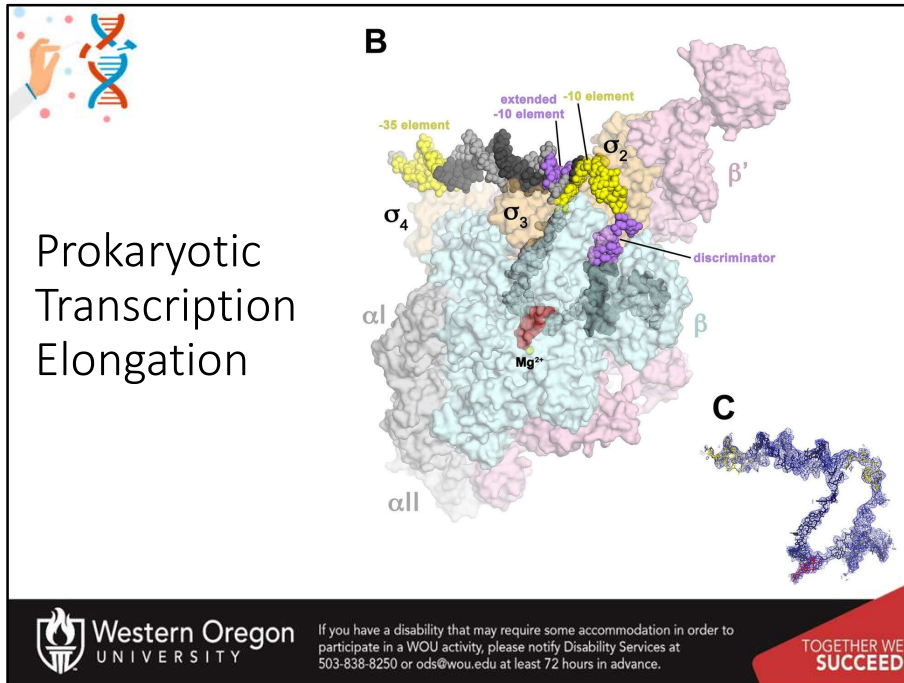 B
extended
-10 element
-10 element
-35 element
σ2
β'
σ4
σ3
discriminator
Prokaryotic
Transcription
Elongation
αI
β
Mg2+
C
αII
Western Oregon
UNIVERSITY
If you have a disability that may require some accommodation in order to
participate in a WOU activity, please notify Disability Services at
503-838-8250 or ods@wou.edu at least 72 hours in advance.
TOGETHER WE
SUCCEED